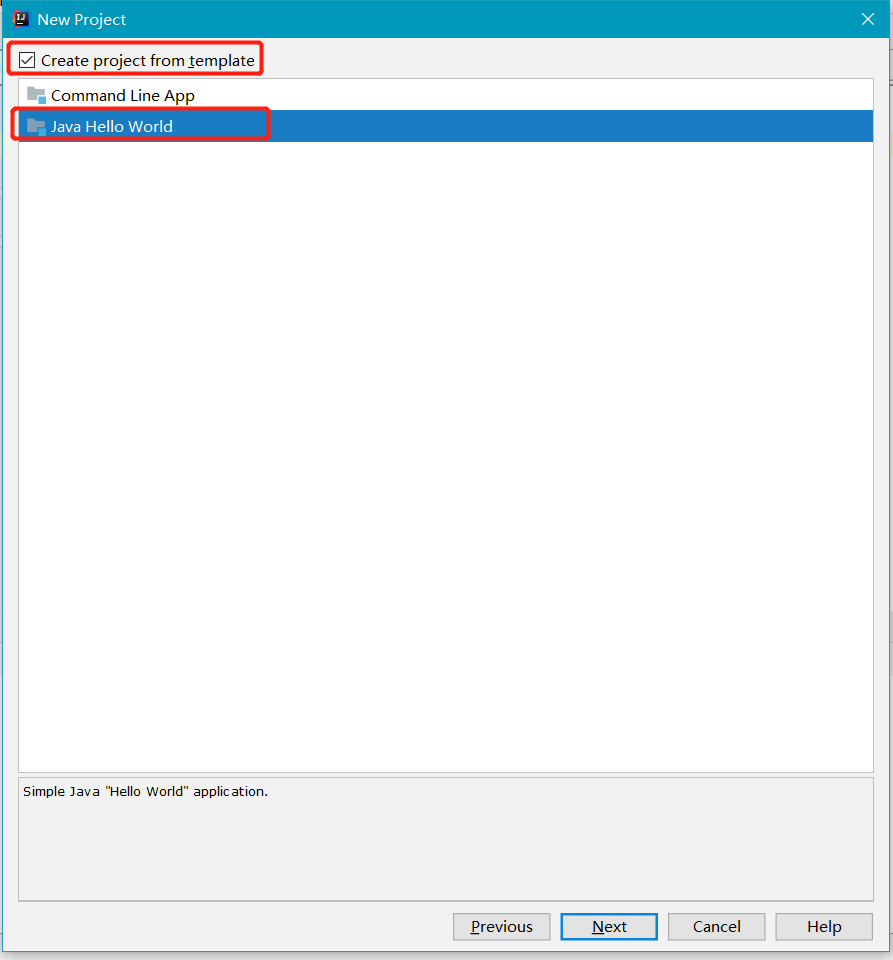 New Project
Create project from template
Command Line App
Java Hello World
Simple Java "Hello World" application.
Previous Next Cancel Help